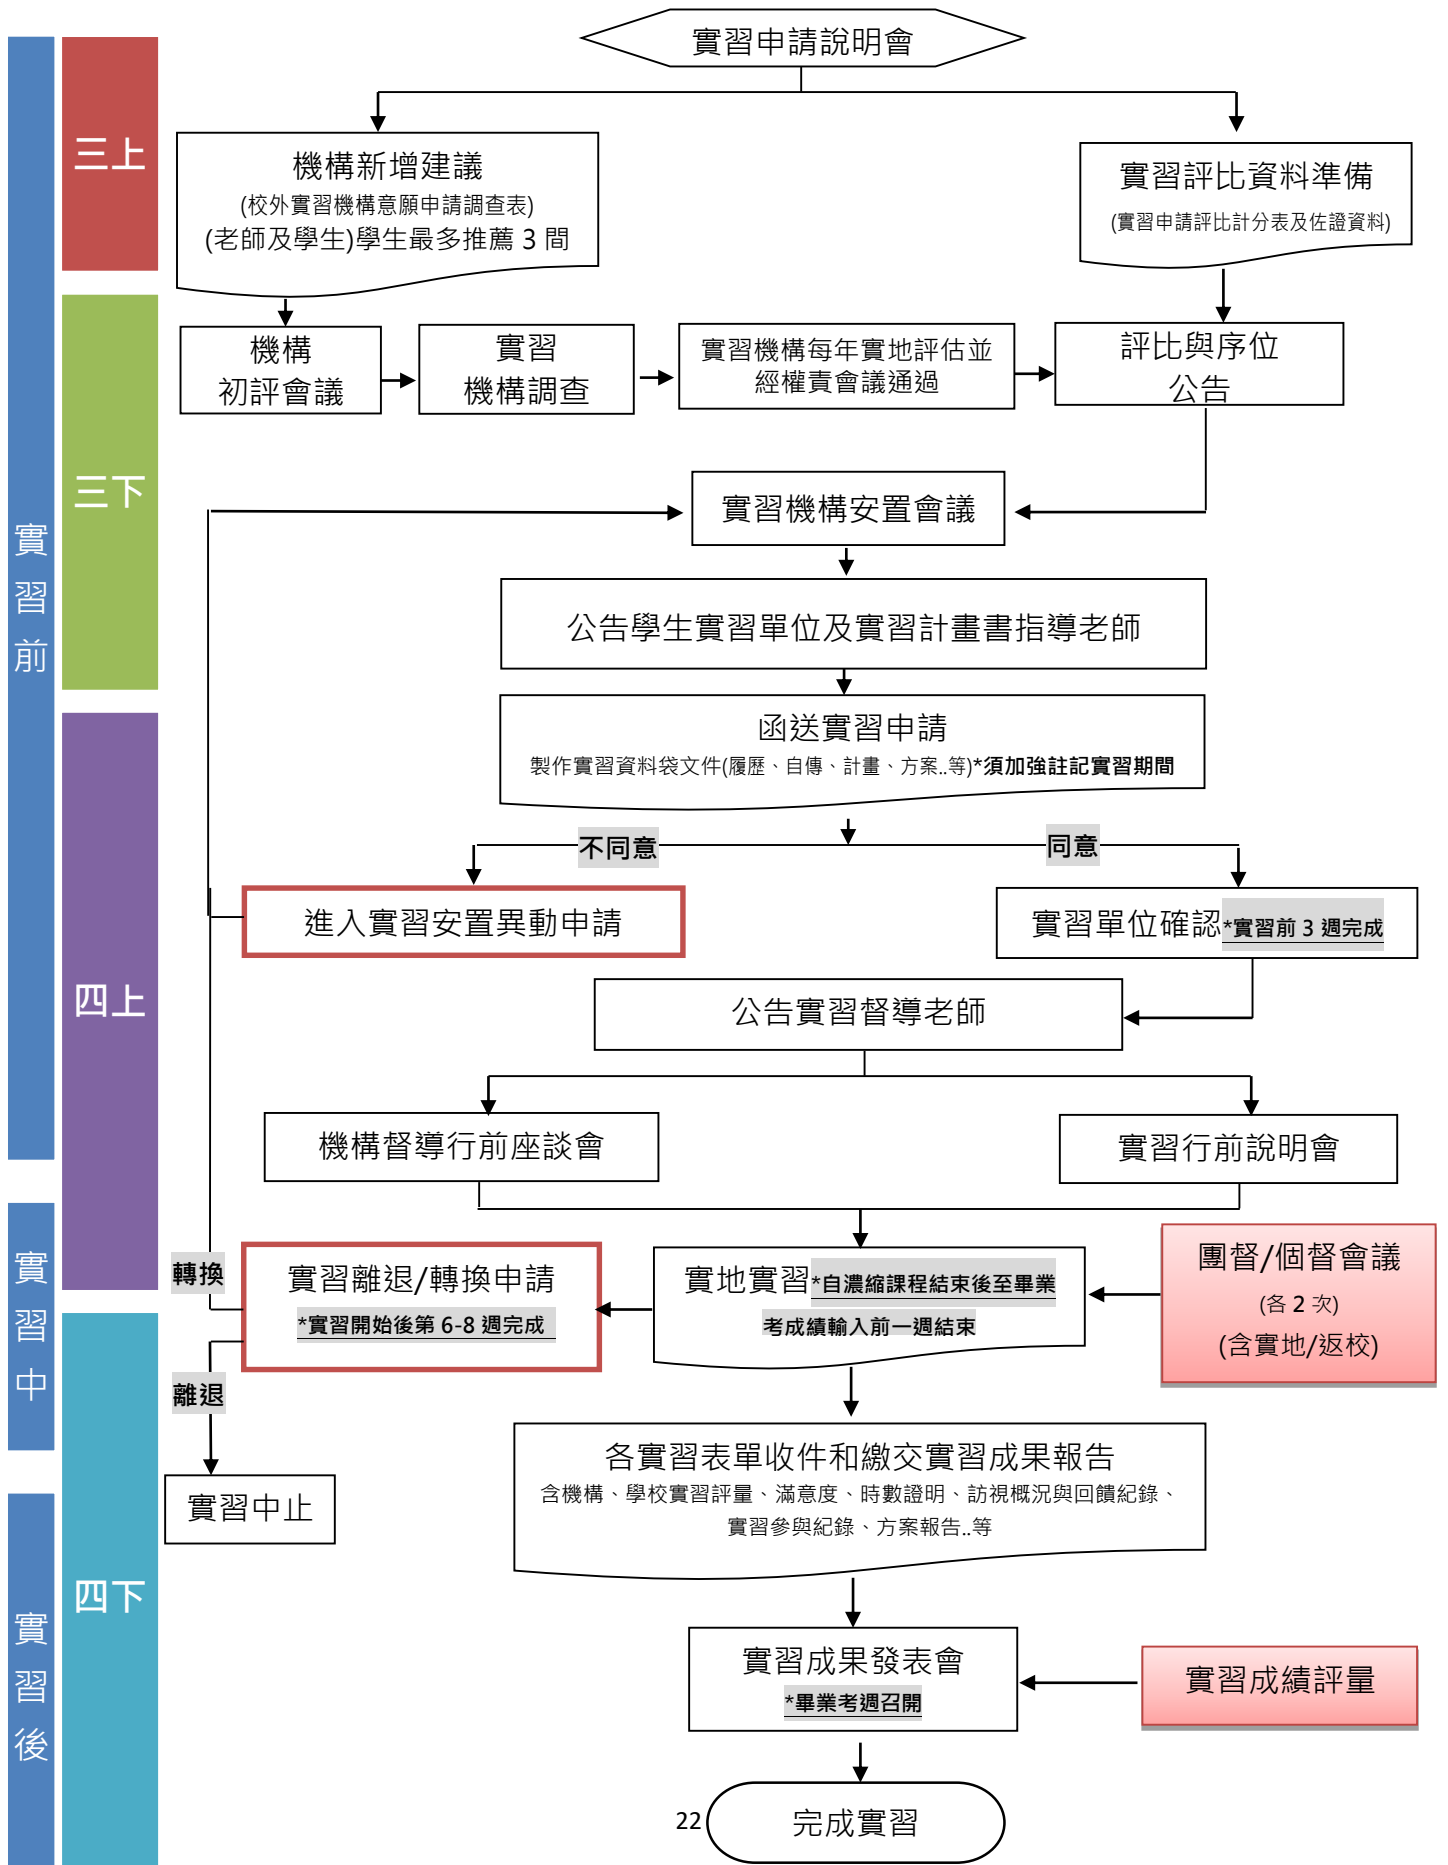 實習申請說明會
實習前
三上
機構新增建議
(校外實習機構意願申請調查表)
(老師及學生)學生最多推薦 3 間
實習評比資料準備
(實習申請評比計分表及佐證資料)
三下
機構
初評會議
實習
機構調查
實習機構每年實地評估並
經權責會議通過
評比與序位
公告
實習機構安置會議
公告學生實習單位及實習計畫書指導老師
四上
函送實習申請
製作實習資料袋文件(履歷、自傳、計畫、方案..等)*須加強註記實習期間
不同意
同意
進入實習安置異動申請
實習單位確認*實習前 3 週完成
公告實習督導老師
機構督導行前座談會
實習行前說明會
實習中
轉換
實習離退/轉換申請
*實習開始後第 6-8 週完成
實地實習*自濃縮課程結束後至畢業
考成績輸入前一週結束
團督/個督會議
(各 2 次)
(含實地/返校)
離退
實習中止
四下
各實習表單收件和繳交實習成果報告
含機構、學校實習評量、滿意度、時數證明、訪視概況與回饋紀錄、
實習參與紀錄、方案報告..等
實習後
實習成果發表會
*畢業考週召開
實習成績評量
22
完成實習